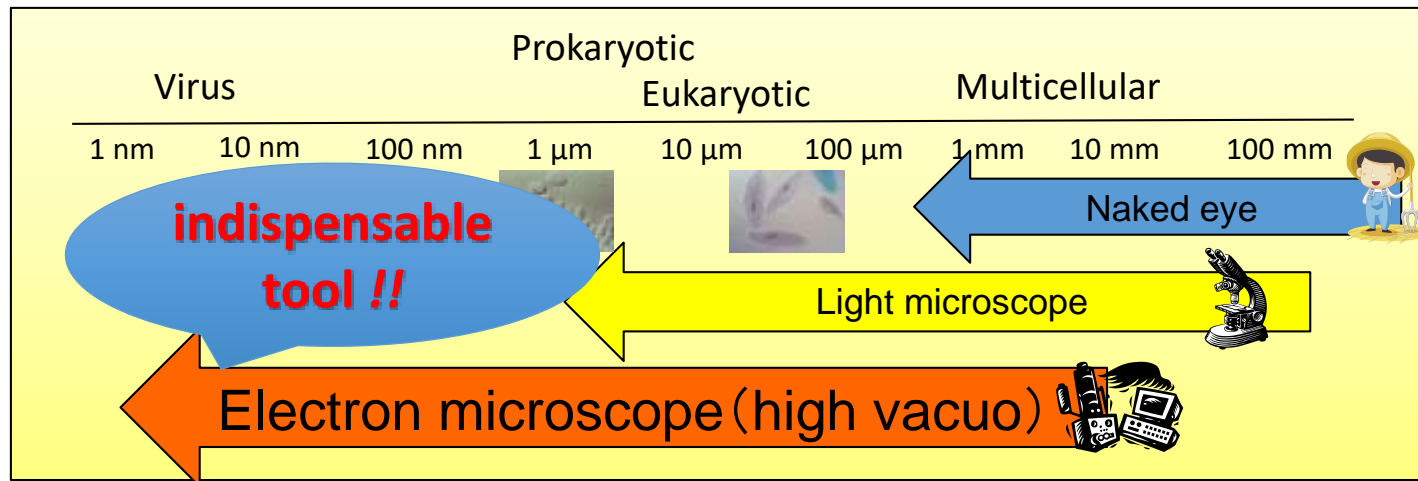 Prokaryotic
Virus
Eukaryotic
Multicellular
1 nm 10 nm 100 nm 1 μm 10 μm 100 μm 1 mm 10 mm 100 mm
indispensable
tool !!
Naked eye
Light microscope
Electron microscope（high vacuo）